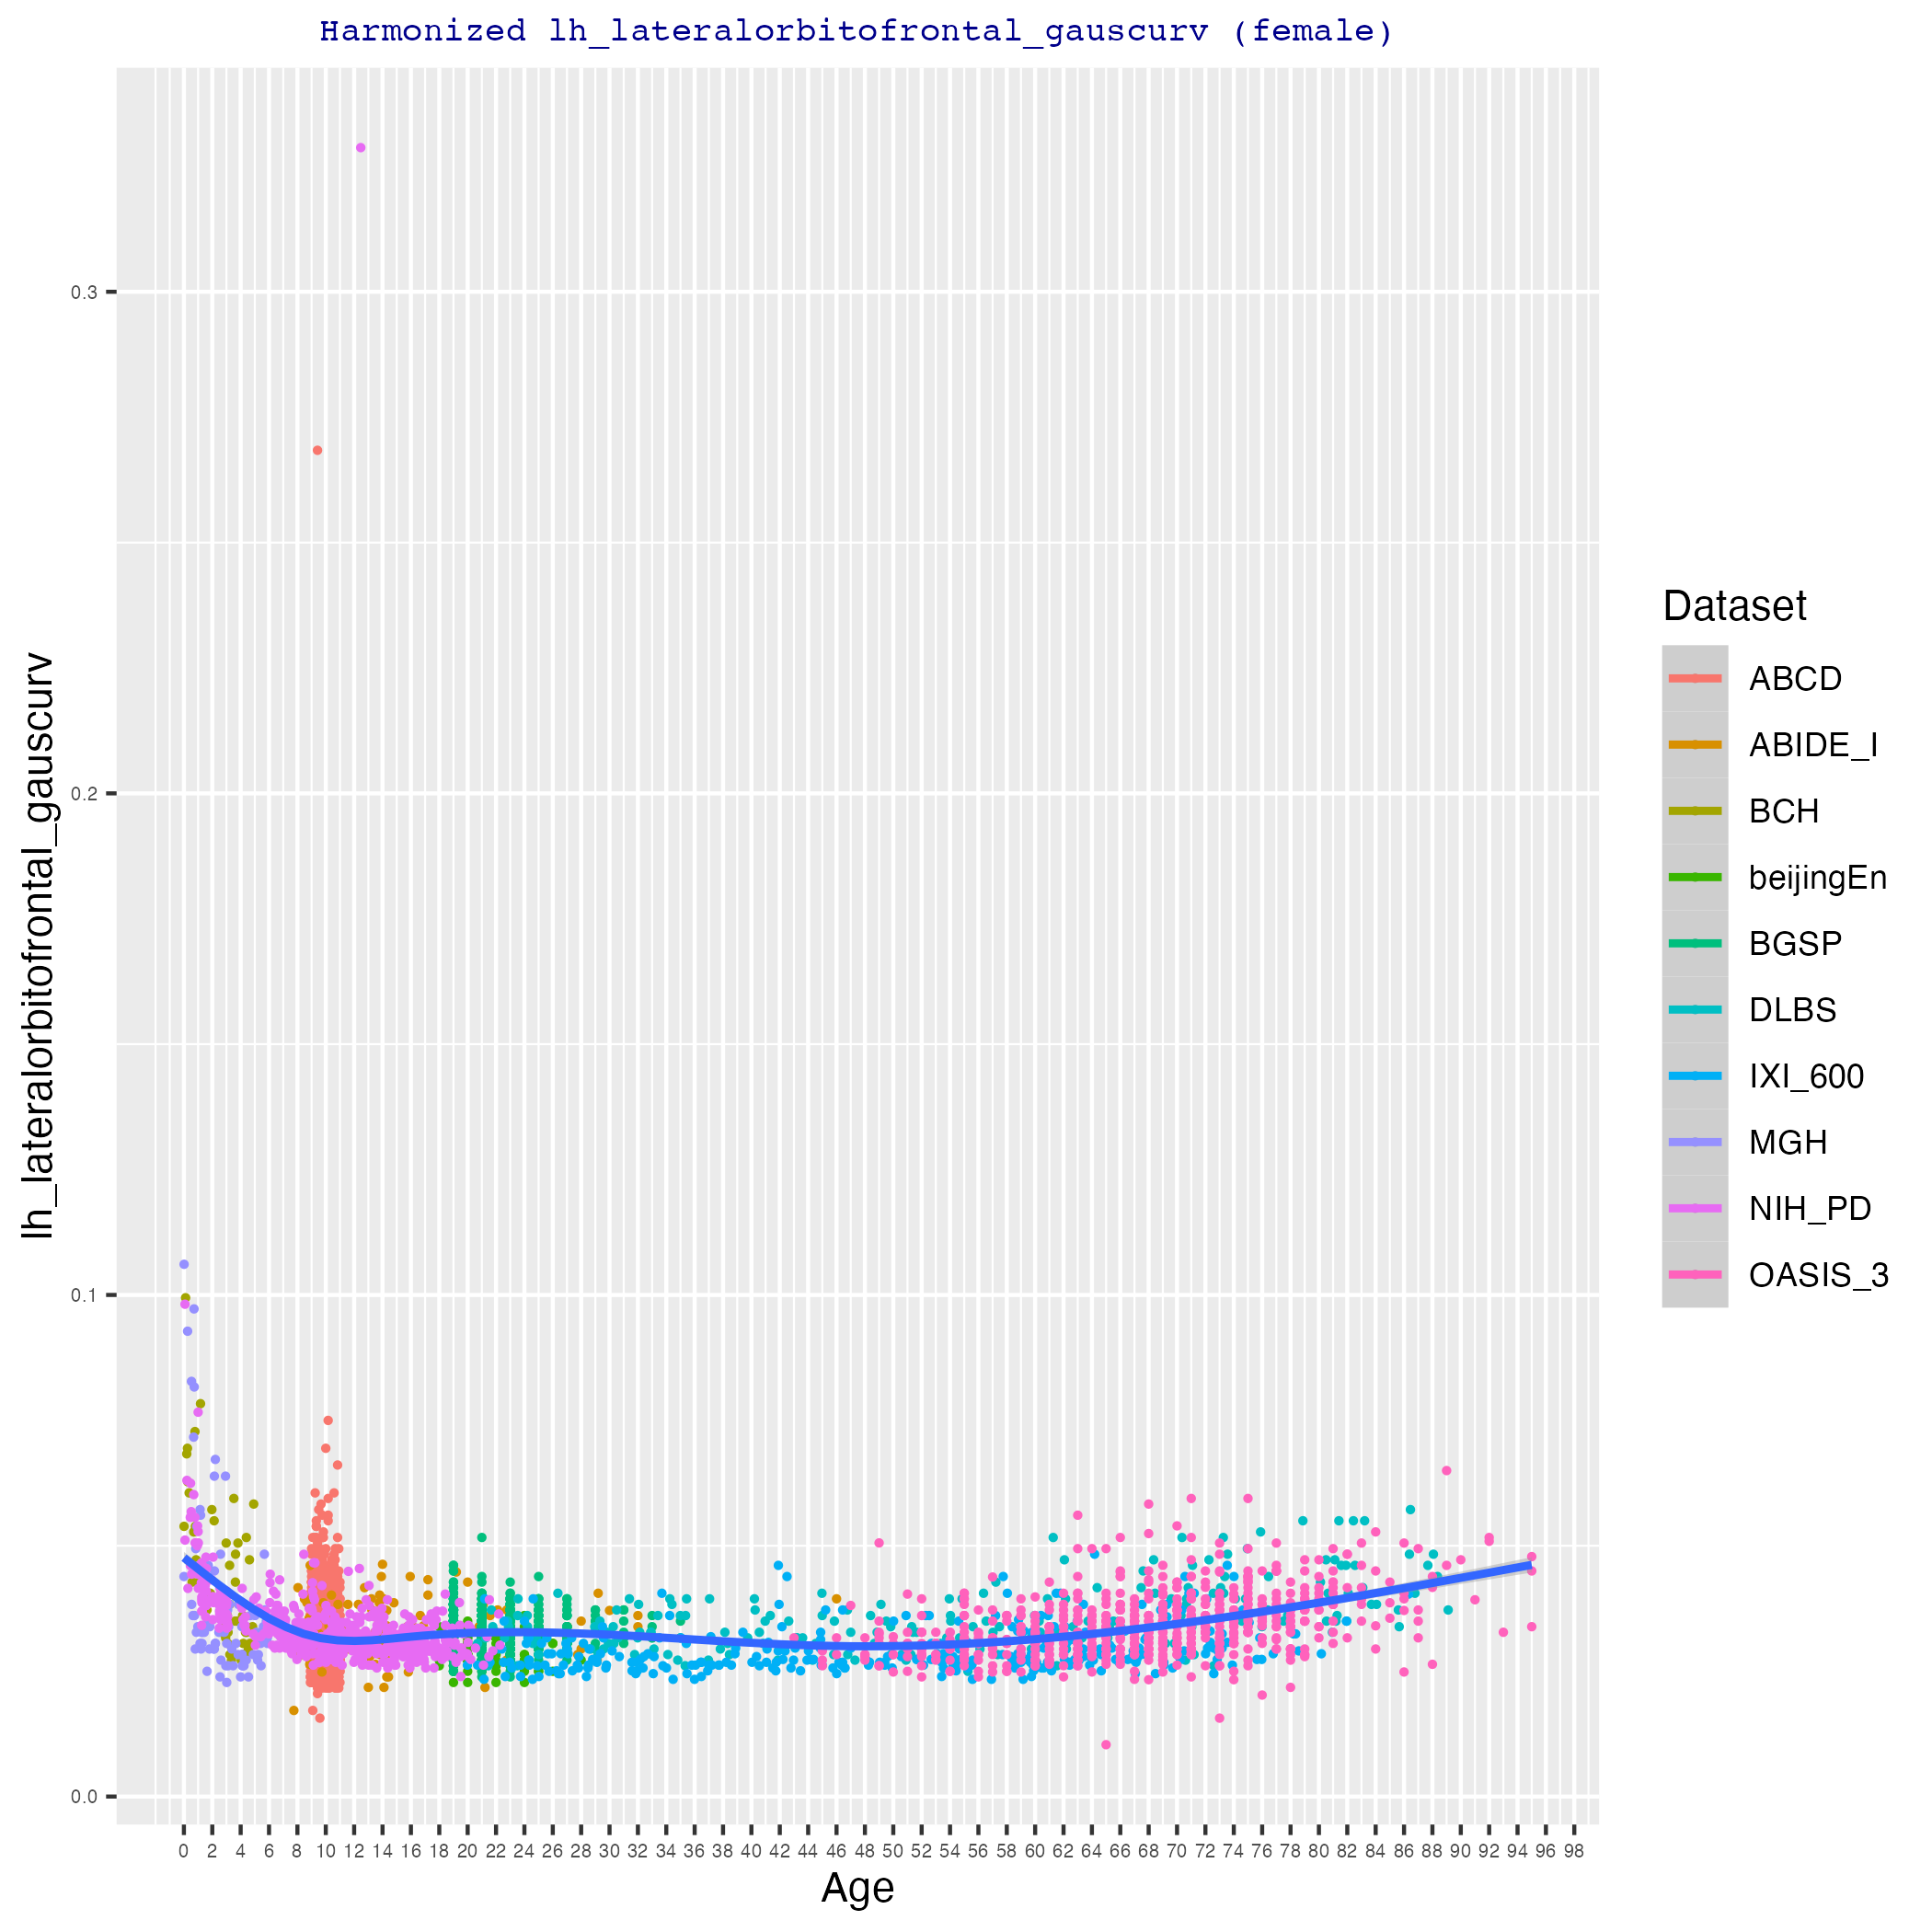 Harmonized lh_lateralorbitofrontal_gauscurv (female)
lh_lateralorbitofrontal_gauscurv
0.3
0.2
0.1
0.0
0 2 4 6 8 10 12 14 16 18 20 22 24 26 28 30 32 34 36 38 40 42 44 46 48 50 52 54 56 58 60 62 64 66 68 70 72 74 76 78 80 82 84 86 88 90 92 94 96 98
Age
Dataset
ABCD
ABIDE_I
BCH
beijingEn
BGSP
DLBS
IXI_600
MGH
NIH_PD
OASIS_3